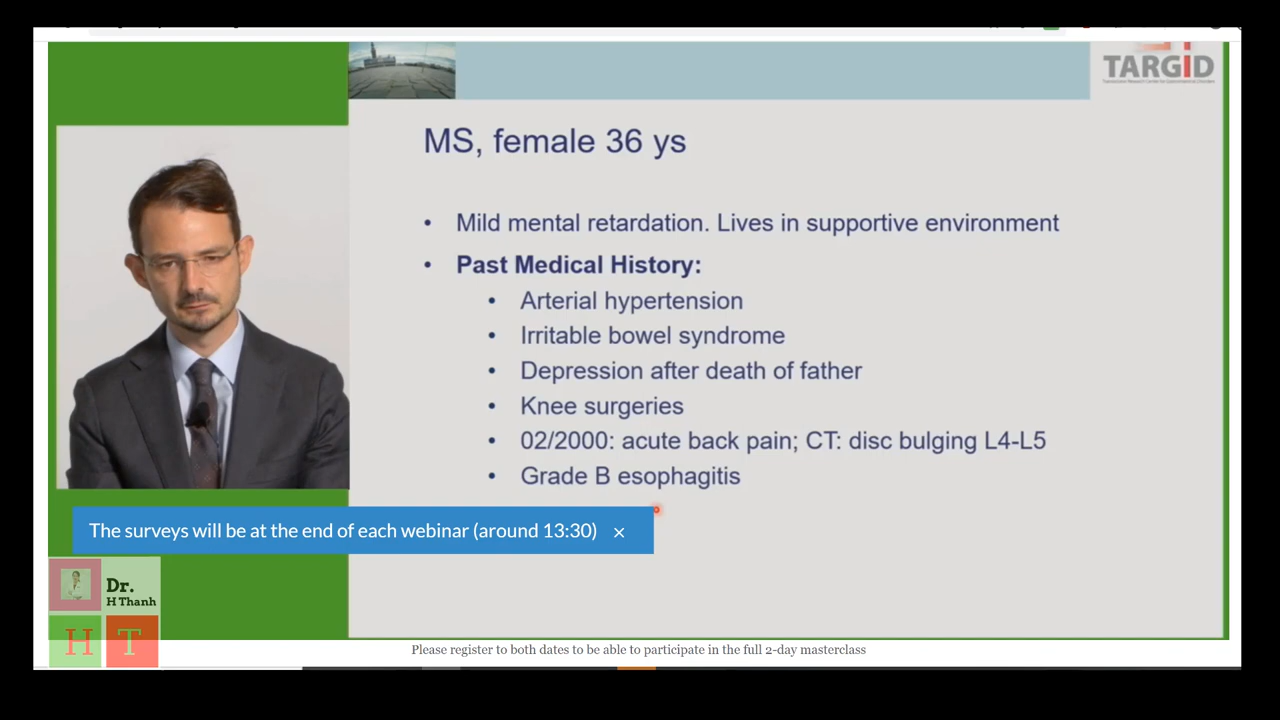 TARGID
MS, female 36 ys
• Mild mental retardation. Lives in supportive environment
• Past Medical History:
• Arterial hypertension
• Irritable bowel syndrome
• Depression after death of father
• Knee surgeries
• 02/2000: acute back pain; CT: disc bulging L4-L5
• Grade B esophagitis
The surveys will be at the end of each webinar (around 13:30) ×
Dr.
H Thanh
H T
Please register to both dates to be able to participate in the full 2-day masterclass